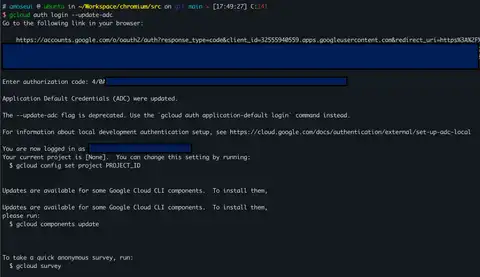 # amoseui @ ubuntu in ~/Workspace/chromium/src on git main - [17:49:27] C:130
$ gcloud auth login --update-adc
Go to the following link in your browser:
https://accounts.google.com/o/oauth2/auth?response_type=code&client_id=32555940559.apps.googleusercontent.com&redirect_uri=https%3A%2F%
Enter authorization code: 4/0
Application Default Credentials (ADC) were updated.
The --update-adc flag is deprecated. Use the `gcloud auth application-default login` command instead.
For information about local development authentication setup, see https://cloud.google.com/docs/authentication/external/set-up-adc-local
You are now logged in as
Your current project is [None].  You can change this setting by running:
$ gcloud config set project PROJECT_ID
Updates are available for some Google Cloud CLI components.  To install them,
Updates are available for some Google Cloud CLI components.  To install them,
please run:
$ gcloud components update
To take a quick anonymous survey, run:
$ gcloud survey